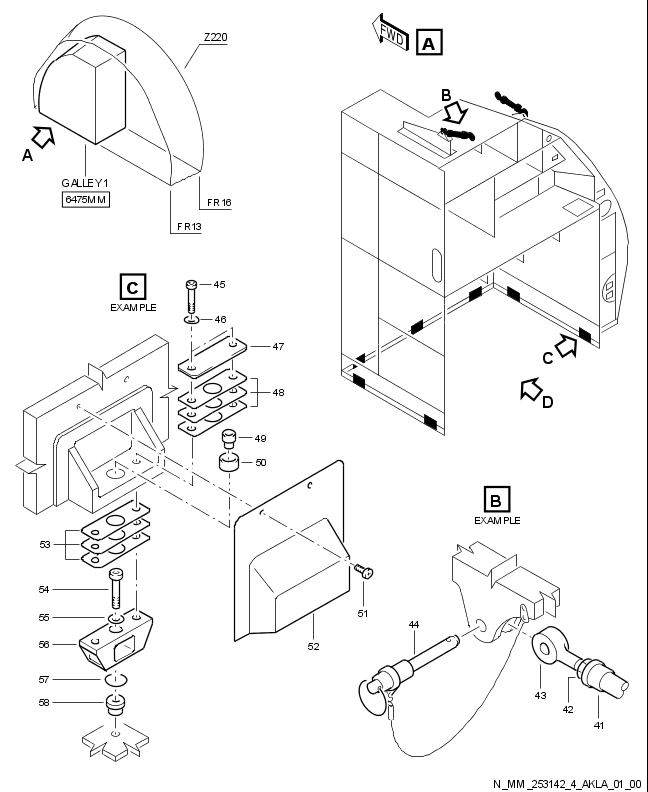 Z220
A
GALLEY1
6475MM
FR16
FR13
FWD
A
B
C
D
C
EXAMPLE
45
46
47
48
49
50
51
52
53
54
55
56
57
58
B
EXAMPLE
44
43
42
41
N_MM_253142_4_AKLA_01_00